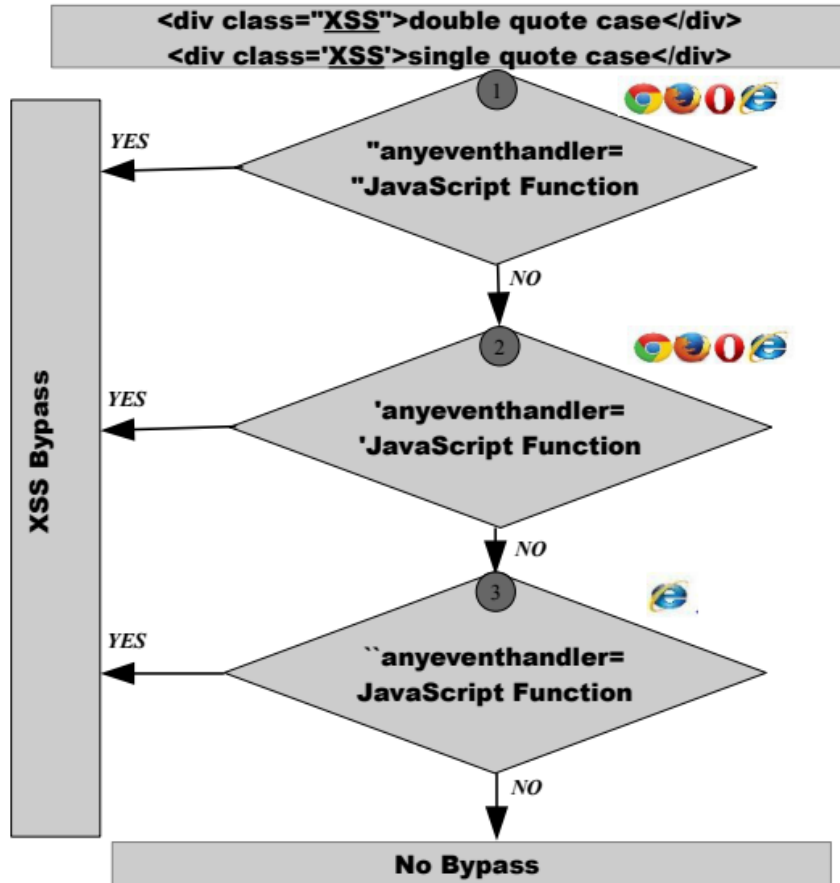 <div class="XSS">double quote case</div>
<div class='XSS'>single quote case</div>
1
YES
"anyeventhandler=
"JavaScript Function
NO
2
YES
'anyeventhandler=
'JavaScript Function
XSS Bypass
NO
3
YES
``anyeventhandler=
JavaScript Function
NO
No Bypass